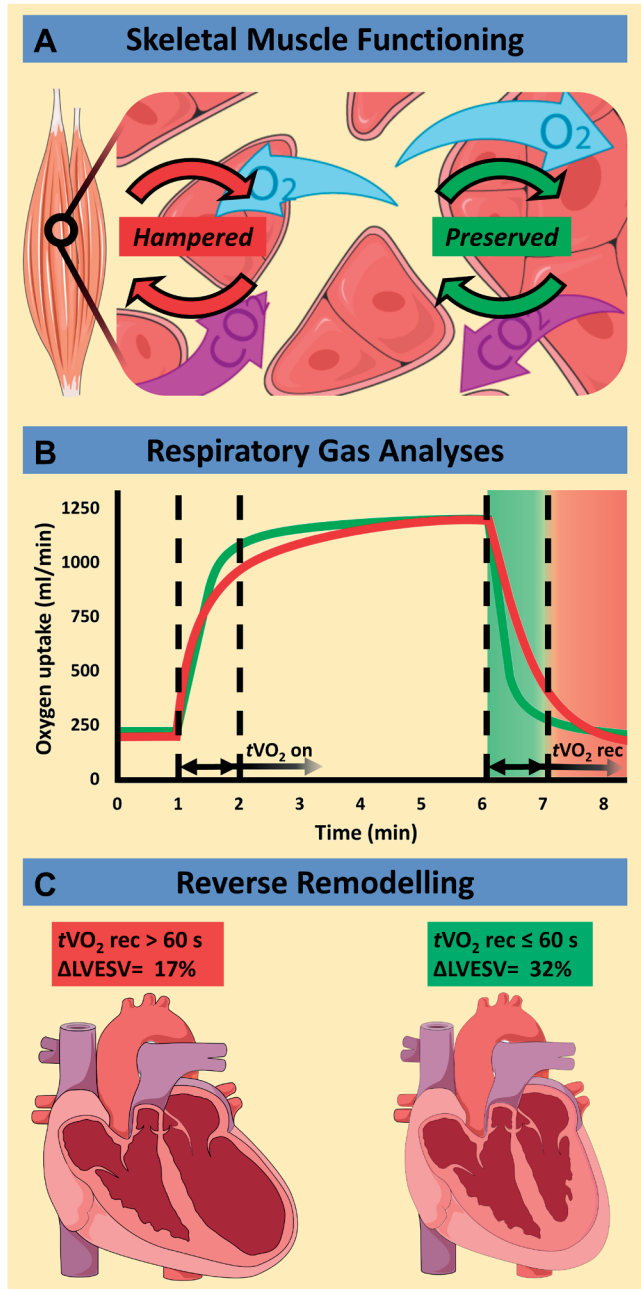 A
Skeletal Muscle Functioning
O₂
O₂
Hampered
Preserved
CO₂
CO₂
B
Respiratory Gas Analyses
Oxygen uptake (ml/min)
1250
1000
750
500
250
0
tVO₂ on
tVO₂ rec
0 1 2 3 4 5 6 7 8
Time (min)
C
Reverse Remodelling
tVO₂ rec > 60 s
ΔLVESV= 17%
tVO₂ rec ≤ 60 s
ΔLVESV= 32%